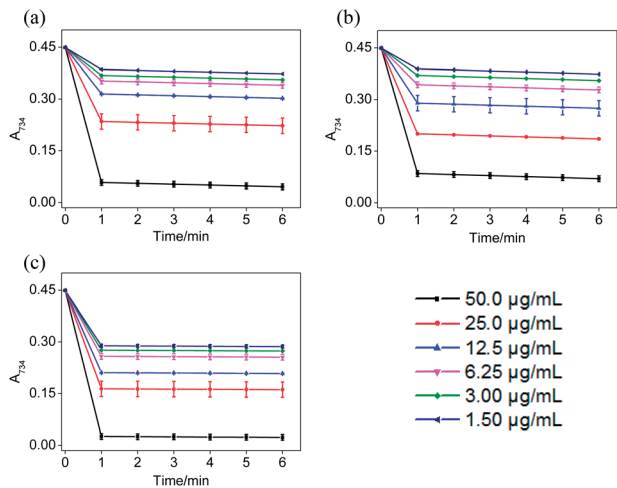 (a)
0.45
0.30
0.15
0.00
A734
0 1 2 3 4 5 6
Time/min
(b)
0.45
0.30
0.15
0.00
A734
0 1 2 3 4 5 6
Time/min
(c)
0.45
0.30
0.15
0.00
A734
0 1 2 3 4 5 6
Time/min
50.0 µg/mL
25.0 µg/mL
12.5 µg/mL
6.25 µg/mL
3.00 µg/mL
1.50 µg/mL